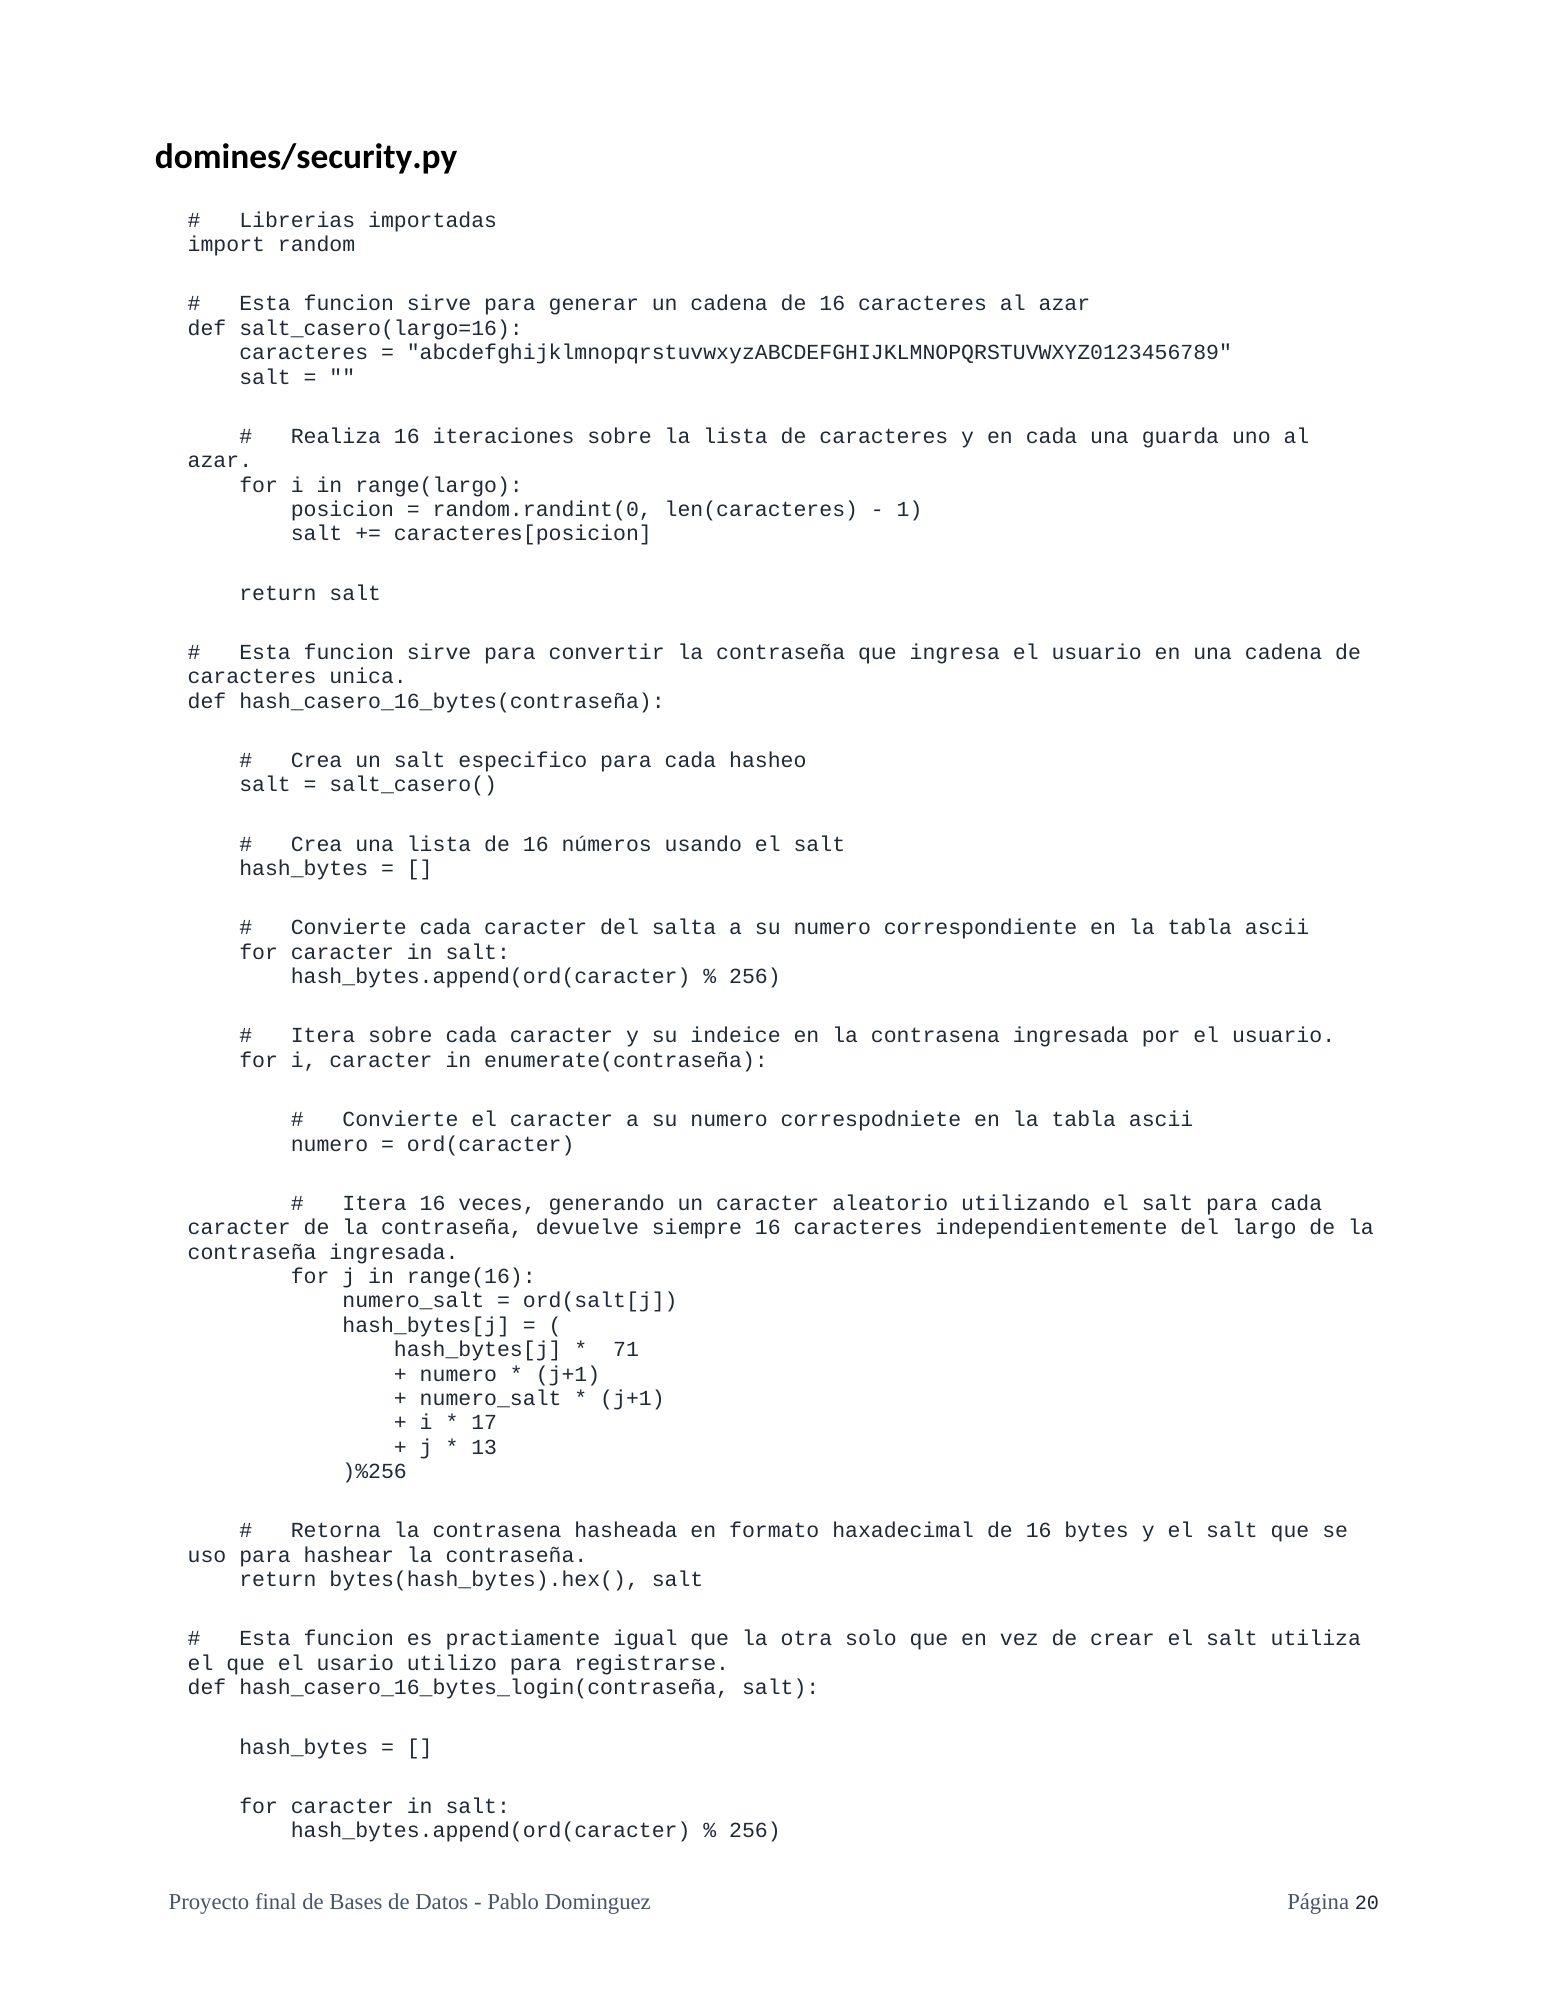 domines/security.py
#   Librerias importadas
import random
#   Esta funcion sirve para generar un cadena de 16 caracteres al azar
def salt_casero(largo=16):
    caracteres = "abcdefghijklmnopqrstuvwxyzABCDEFGHIJKLMNOPQRSTUVWXYZ0123456789"
    salt = ""
    #   Realiza 16 iteraciones sobre la lista de caracteres y en cada una guarda uno al
azar.
    for i in range(largo):
        posicion = random.randint(0, len(caracteres) - 1)
        salt += caracteres[posicion]
    return salt
#   Esta funcion sirve para convertir la contraseña que ingresa el usuario en una cadena de
caracteres unica.
def hash_casero_16_bytes(contraseña):
    #   Crea un salt especifico para cada hasheo
    salt = salt_casero()
    #   Crea una lista de 16 números usando el salt
    hash_bytes = []
    #   Convierte cada caracter del salta a su numero correspondiente en la tabla ascii
    for caracter in salt:
        hash_bytes.append(ord(caracter) % 256)
    #   Itera sobre cada caracter y su indeice en la contrasena ingresada por el usuario.
    for i, caracter in enumerate(contraseña):
        #   Convierte el caracter a su numero correspodniete en la tabla ascii
        numero = ord(caracter)
        #   Itera 16 veces, generando un caracter aleatorio utilizando el salt para cada
caracter de la contraseña, devuelve siempre 16 caracteres independientemente del largo de la
contraseña ingresada.
        for j in range(16):
            numero_salt = ord(salt[j])
            hash_bytes[j] = (
                hash_bytes[j] *  71
                + numero * (j+1)
                + numero_salt * (j+1)
                + i * 17
                + j * 13
            )%256
    #   Retorna la contrasena hasheada en formato haxadecimal de 16 bytes y el salt que se
uso para hashear la contraseña.
    return bytes(hash_bytes).hex(), salt
#   Esta funcion es practiamente igual que la otra solo que en vez de crear el salt utiliza
el que el usario utilizo para registrarse.
def hash_casero_16_bytes_login(contraseña, salt):
    hash_bytes = []
    for caracter in salt:
        hash_bytes.append(ord(caracter) % 256)
Proyecto final de Bases de Datos - Pablo Dominguez Página 20